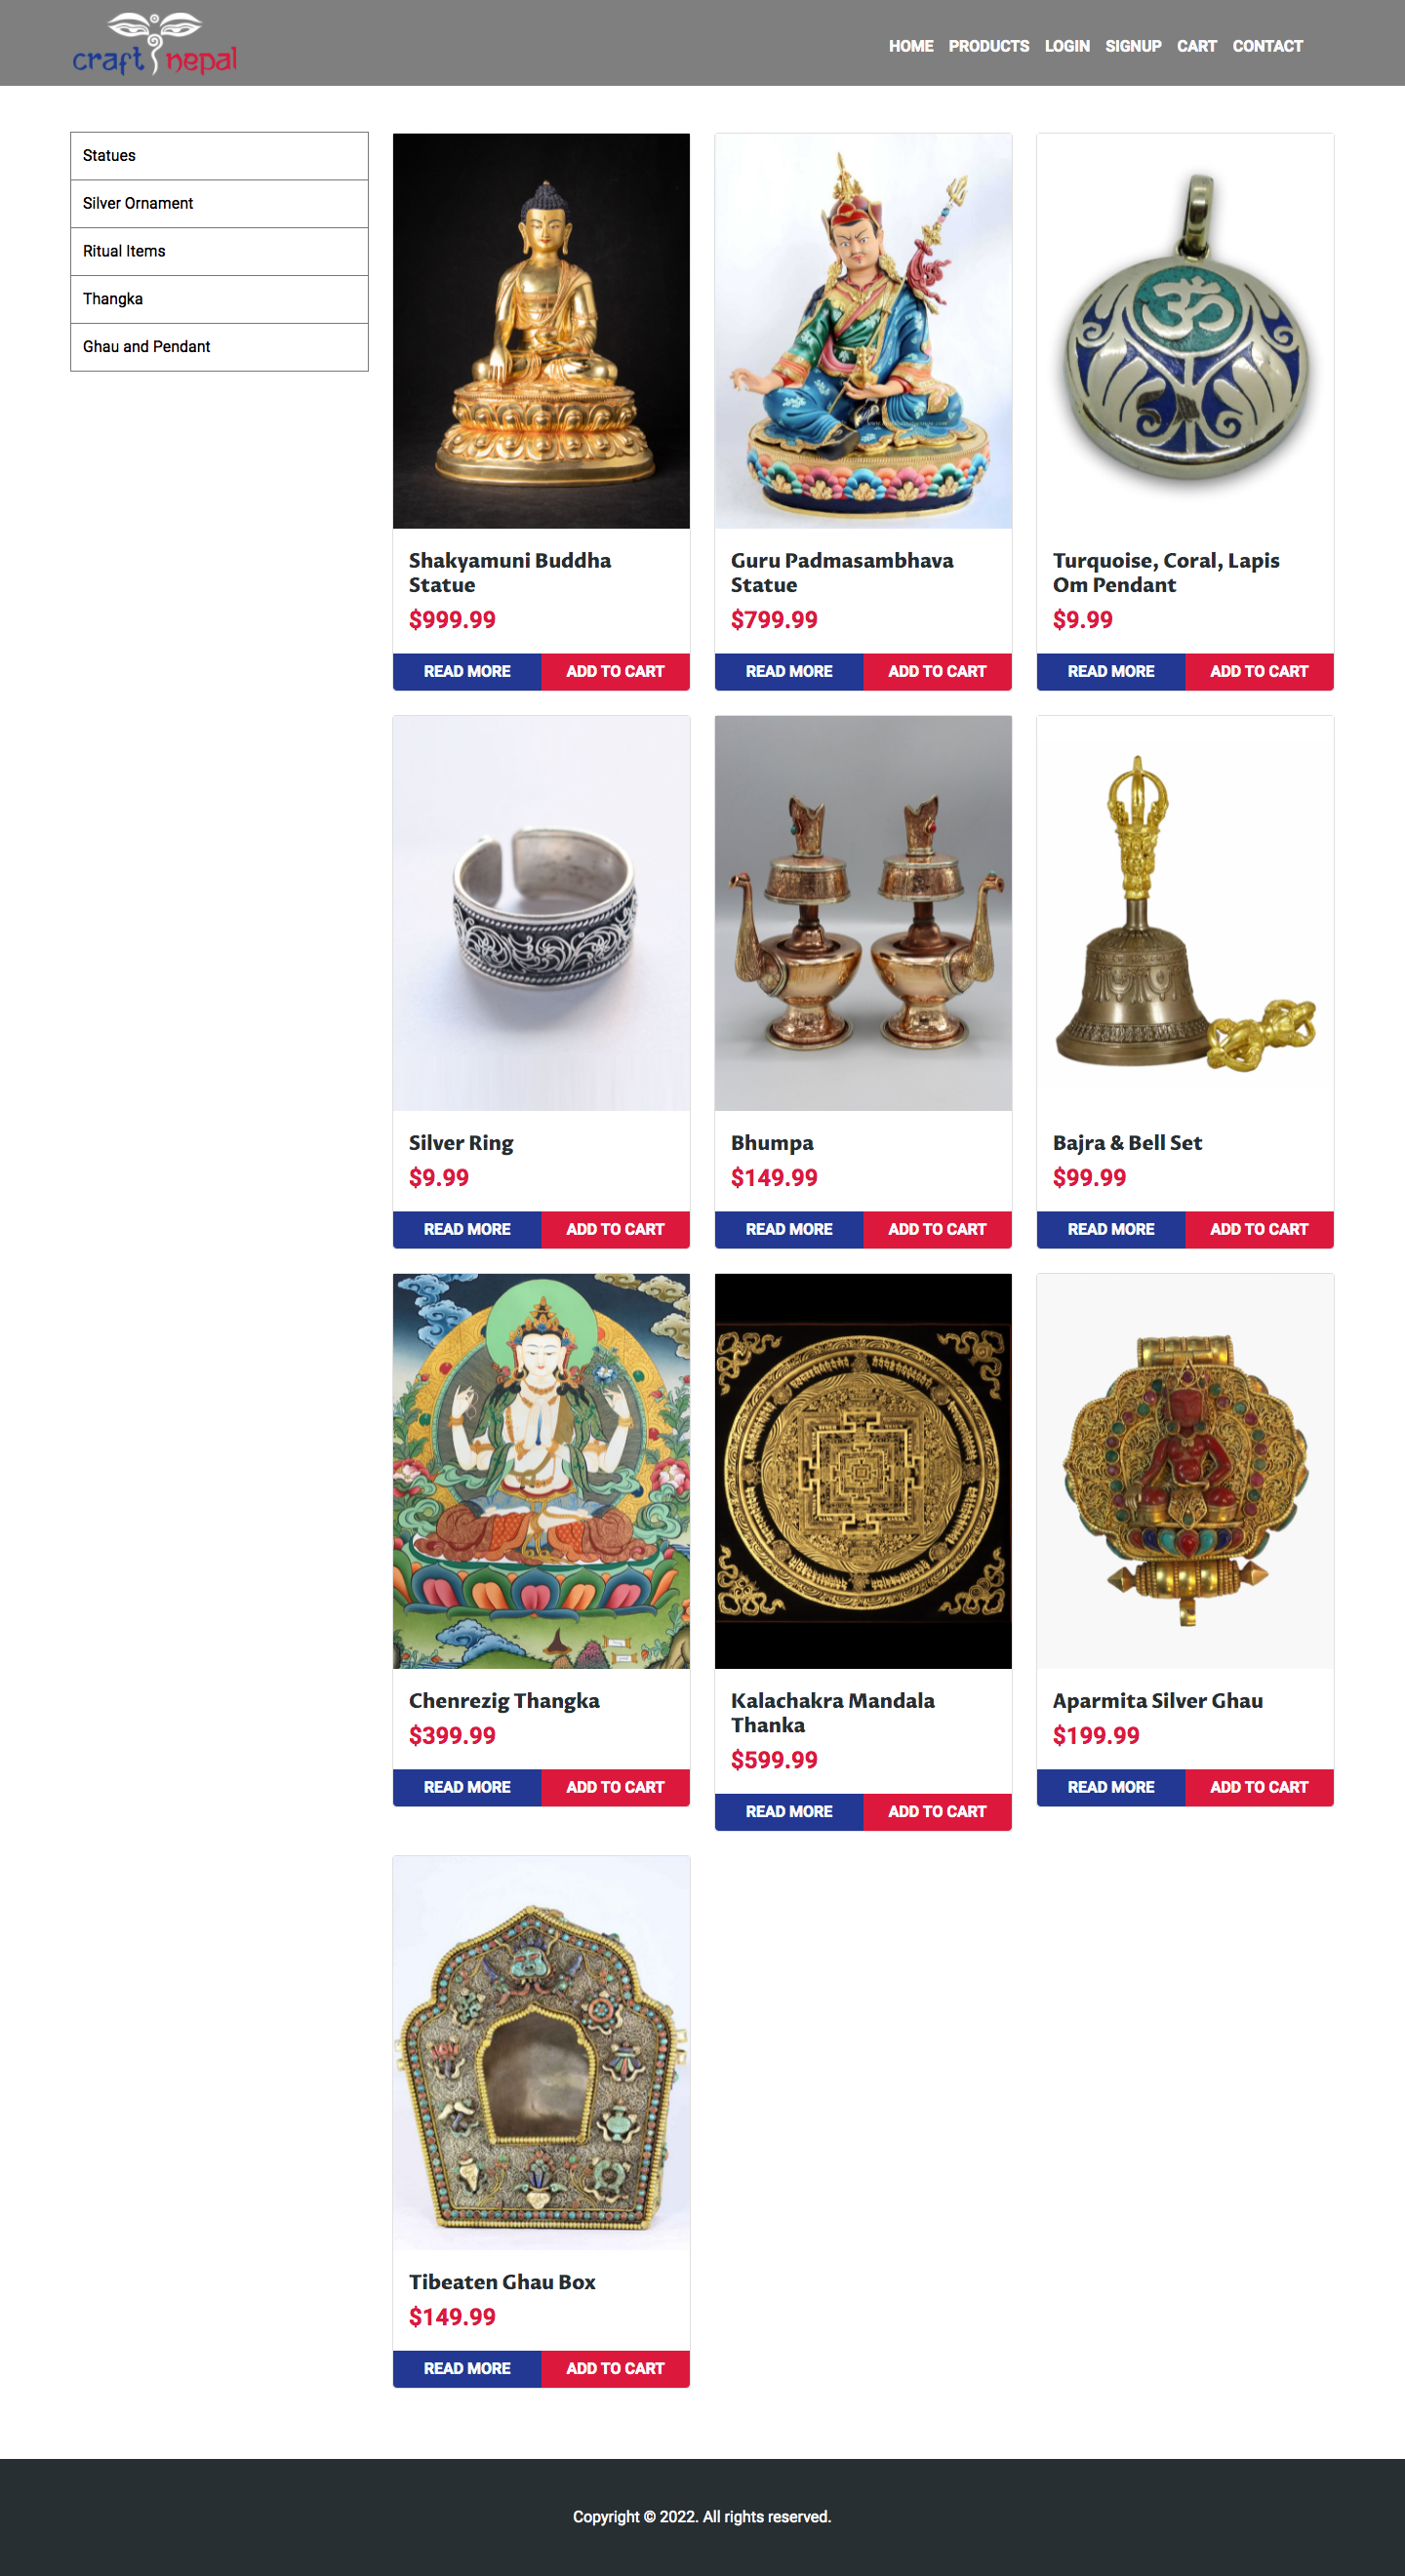 craft nepal
HOME PRODUCTS LOGIN SIGNUP CART CONTACT
Statues
Silver Ornament
Ritual Items
Thangka
Ghau and Pendant
Shakyamuni Buddha
Statue
$999.99
READ MORE ADD TO CART
Guru Padmasambhava
Statue
$799.99
READ MORE ADD TO CART
ॐ
Turquoise, Coral, Lapis
Om Pendant
$9.99
READ MORE ADD TO CART
Silver Ring
$9.99
READ MORE ADD TO CART
Bhumpa
$149.99
READ MORE ADD TO CART
Bajra & Bell Set
$99.99
READ MORE ADD TO CART
Chenrezig Thangka
$399.99
READ MORE ADD TO CART
Kalachakra Mandala
Thanka
$599.99
READ MORE ADD TO CART
Aparmita Silver Ghau
$199.99
READ MORE ADD TO CART
Tibeaten Ghau Box
$149.99
READ MORE ADD TO CART
Copyright © 2022. All rights reserved.